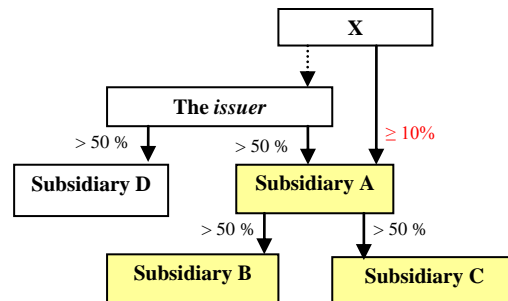 X
The issuer
> 50 %
> 50 %
≥ 10%
Subsidiary D
Subsidiary A
> 50 %
> 50 %
Subsidiary B
Subsidiary C